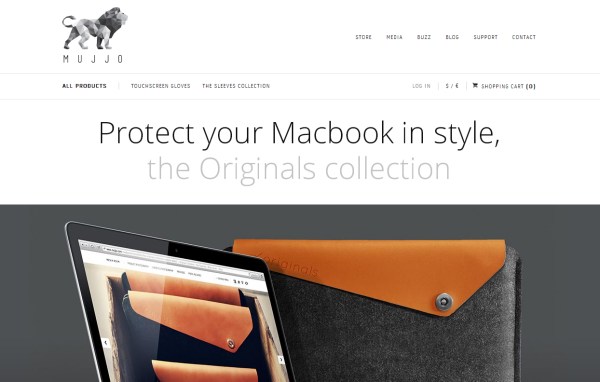 MUJJO
STORE MEDIA BUZZ BLOG SUPPORT CONTACT
ALL PRODUCTS TOUCHSCREEN GLOVES THE SLEEVES COLLECTION LOG IN $ / € SHOPPING CART (0)
Protect your Macbook in style,
the Originals collection
originals